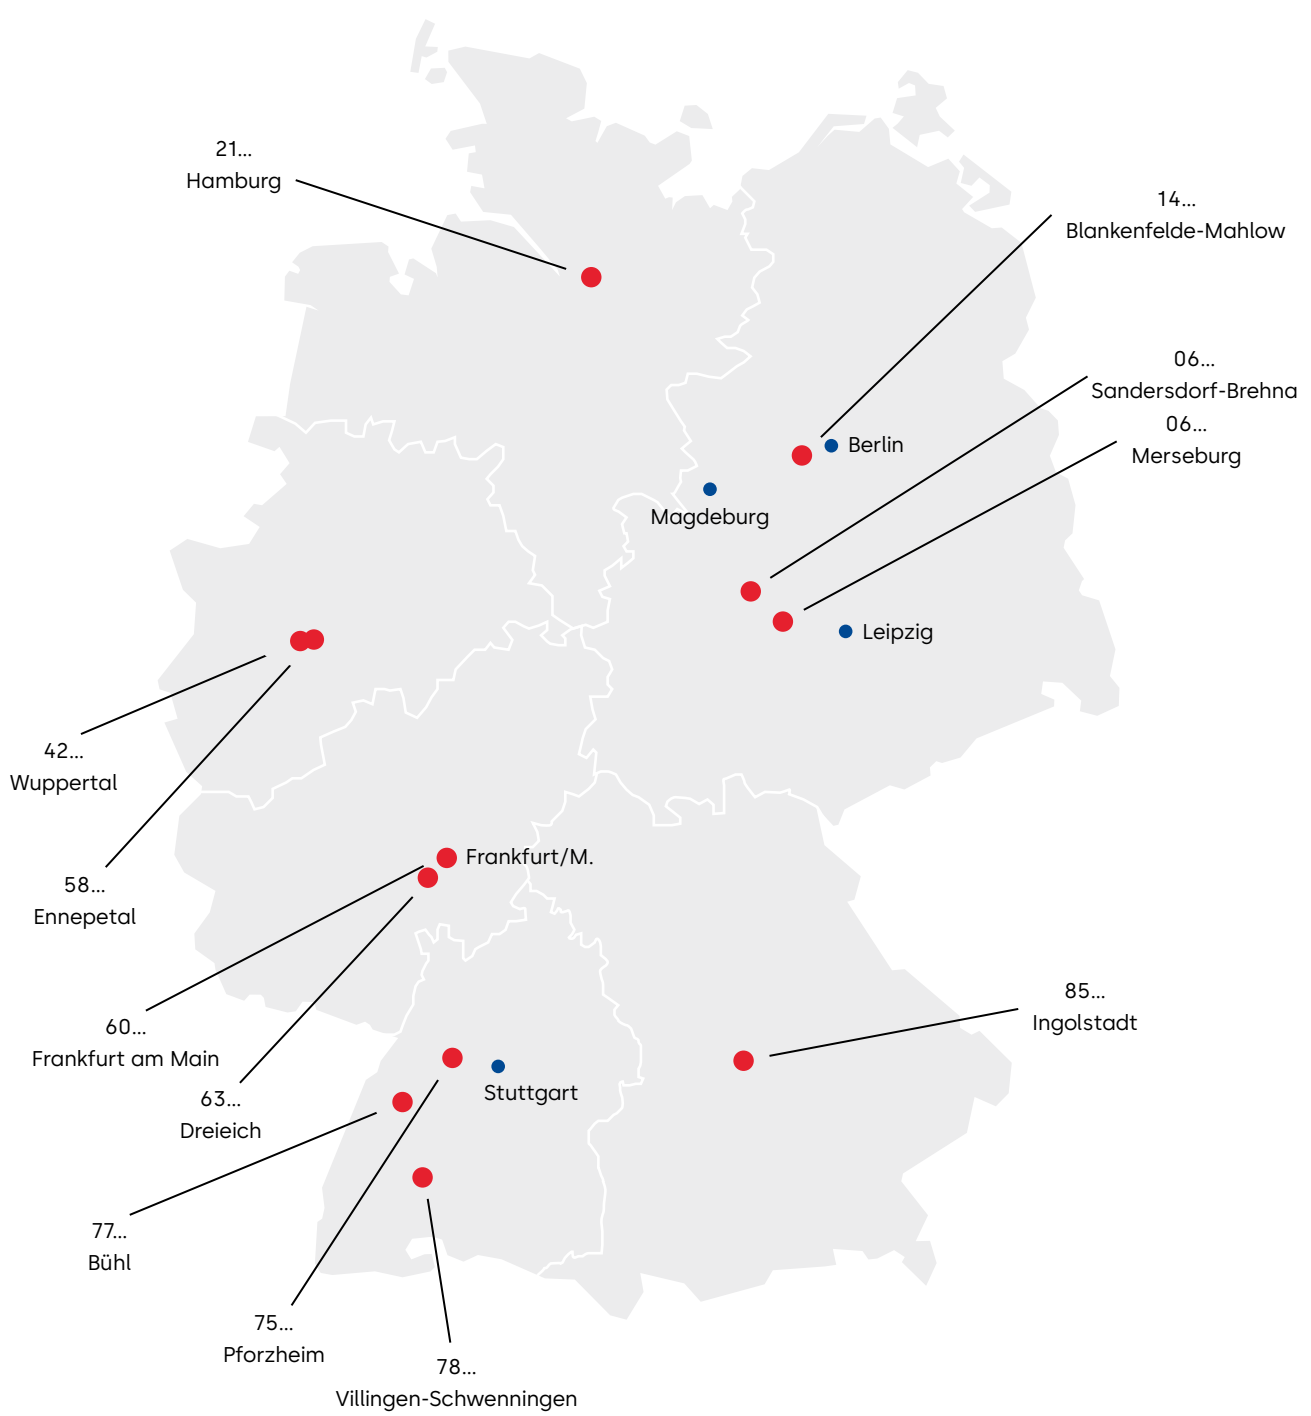 21...
Hamburg
14...
Blankenfelde-Mahlow
06...
Sandersdorf-Brehna
06...
Merseburg
Berlin
Magdeburg
Leipzig
42...
Wuppertal
58...
Ennepetal
Frankfurt/M.
60...
Frankfurt am Main
63...
Dreieich
85...
Ingolstadt
Stuttgart
77...
Bühl
75...
Pforzheim
78...
Villingen-Schwenningen